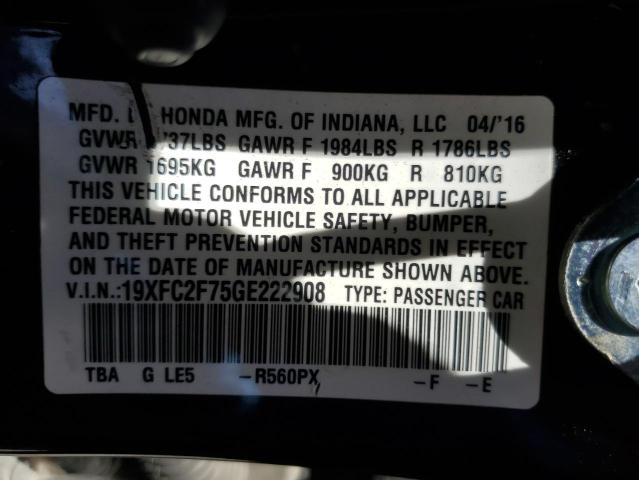 MFD. HONDA MFG. OF INDIANA, LLC 04/'16
GVWR 737LBS GAWR F 1984LBS R 1786LBS
GVWR 1695KG GAWR F 900KG R 810KG
THIS VEHICLE CONFORMS TO ALL APPLICABLE
FEDERAL MOTOR VEHICLE SAFETY, BUMPER,
AND THEFT PREVENTION STANDARDS IN EFFECT
ON THE DATE OF MANUFACTURE SHOWN ABOVE.
V.I.N.:19XFC2F75GE222908 TYPE: PASSENGER CAR
TBA G LE5 -R560PX -F -E